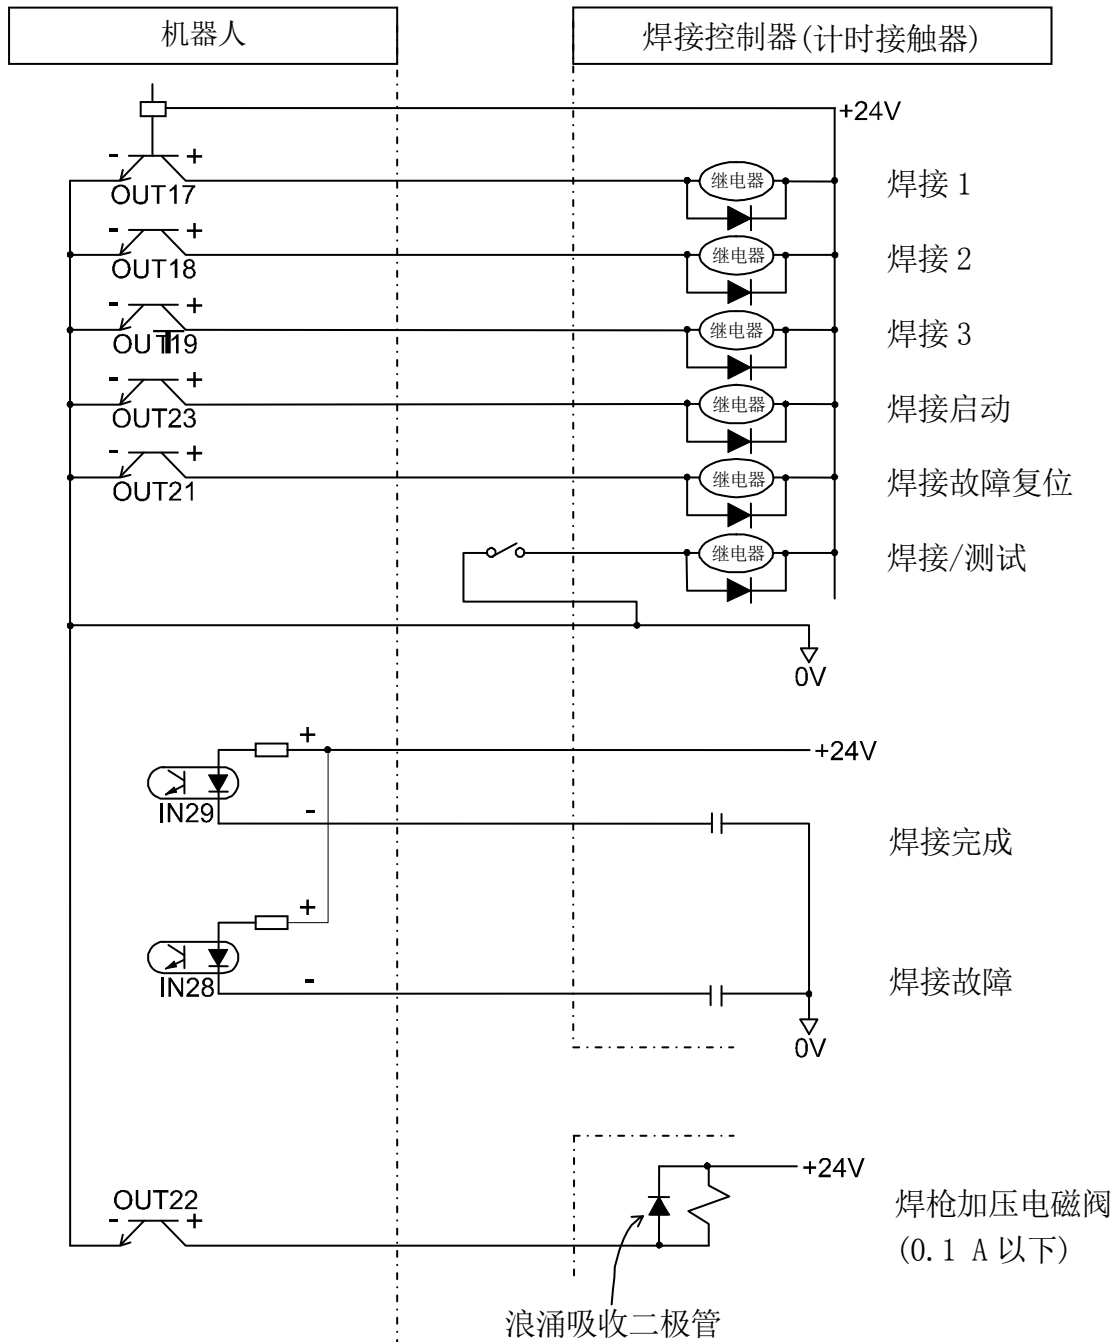 机器人
焊接控制器(计时接触器)
+24V
- +
OUT17
继电器
焊接 1
- +
OUT18
继电器
焊接 2
- +
OUT19
继电器
焊接 3
- +
OUT23
继电器
焊接启动
- +
OUT21
继电器
焊接故障复位
继电器
焊接/测试
0V
+
+24V
IN29
-
焊接完成
+
IN28
-
焊接故障
0V
+24V
OUT22
- +
焊枪加压电磁阀
(0.1 A 以下)
浪涌吸收二极管